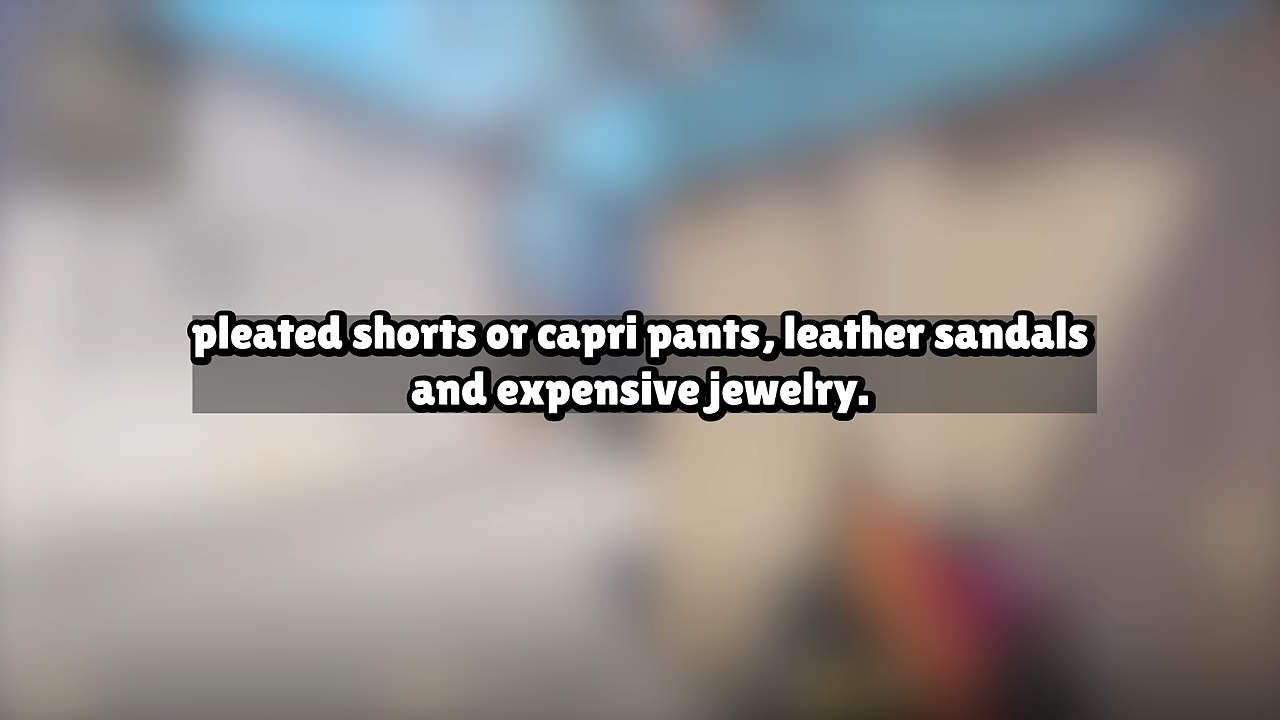 pleated shorts or capri pants, leather sandals
and expensive jewelry.